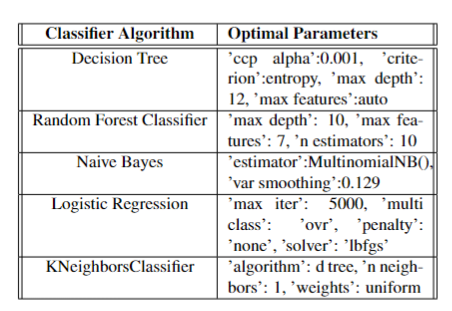 Classifier Algorithm Optimal Parameters
Decision Tree 'ccp alpha':0.001, 'crite-
rion':entropy, 'max depth':
12, 'max features':auto
Random Forest Classifier 'max depth': 10, 'max fea-
tures': 7, 'n estimators': 10
Naive Bayes 'estimator':MultinomialNB(),
'var smoothing':0.129
Logistic Regression 'max iter': 5000, 'multi
class': 'ovr', 'penalty':
'none', 'solver': 'lbfgs'
KNeighborsClassifier 'algorithm': d tree, 'n neigh-
bors': 1, 'weights': uniform